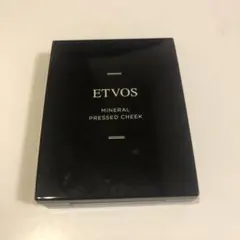 ETVOS
MINERAL
PRESSED CHEEK